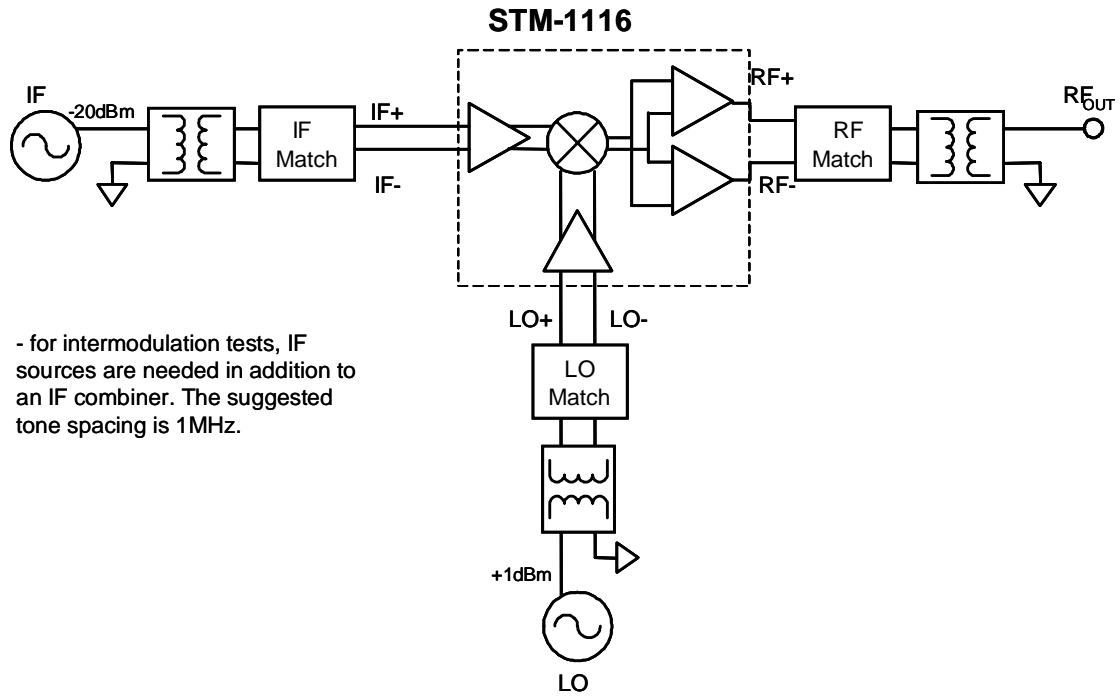 STM-1116
IF
-20dBm
IF
Match
IF+
IF-
RF+
RF-
RF
Match
RFOUT
LO+
LO-
LO
Match
+1dBm
LO
- for intermodulation tests, IF
sources are needed in addition to
an IF combiner. The suggested
tone spacing is 1MHz.